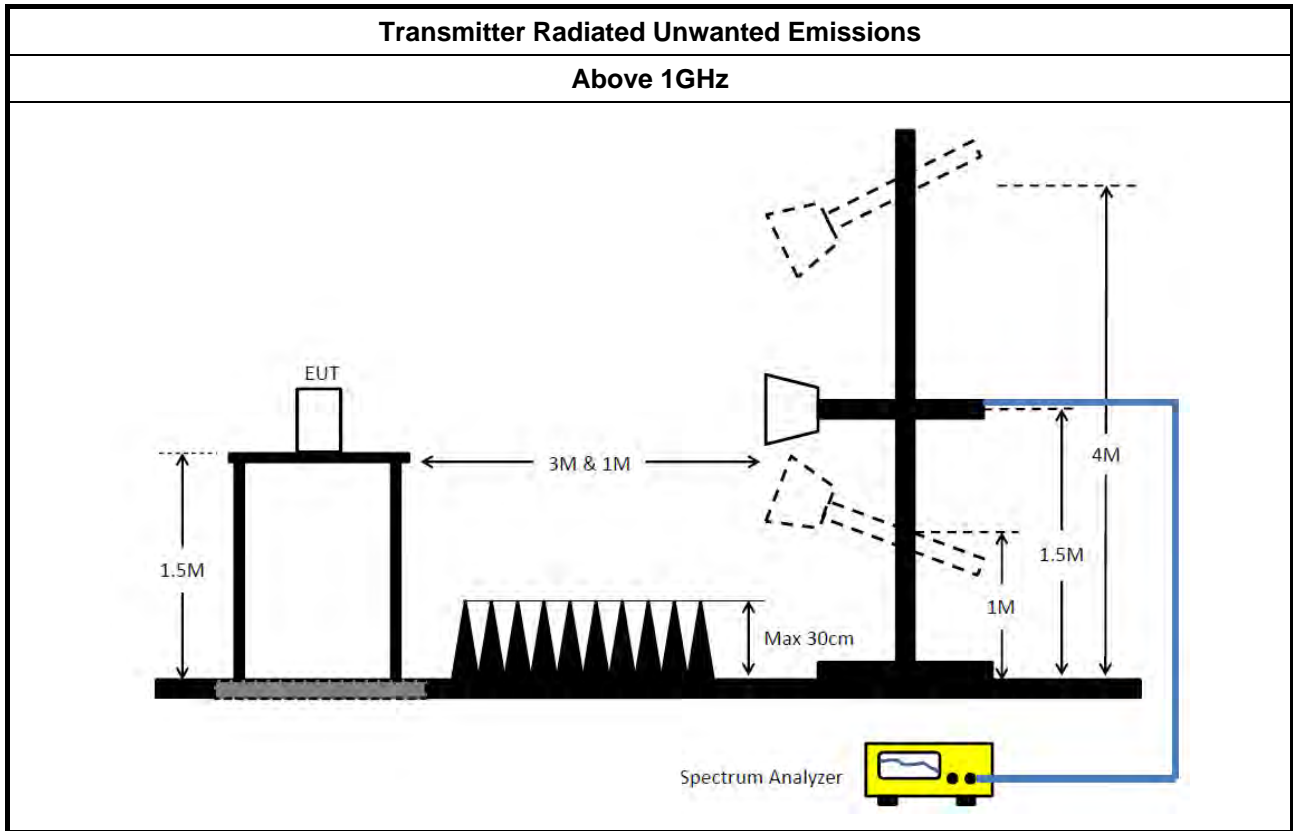 Transmitter Radiated Unwanted Emissions
Above 1GHz
EUT
3M & 1M
4M
1.5M
1.5M
1M
Max 30cm
Spectrum Analyzer